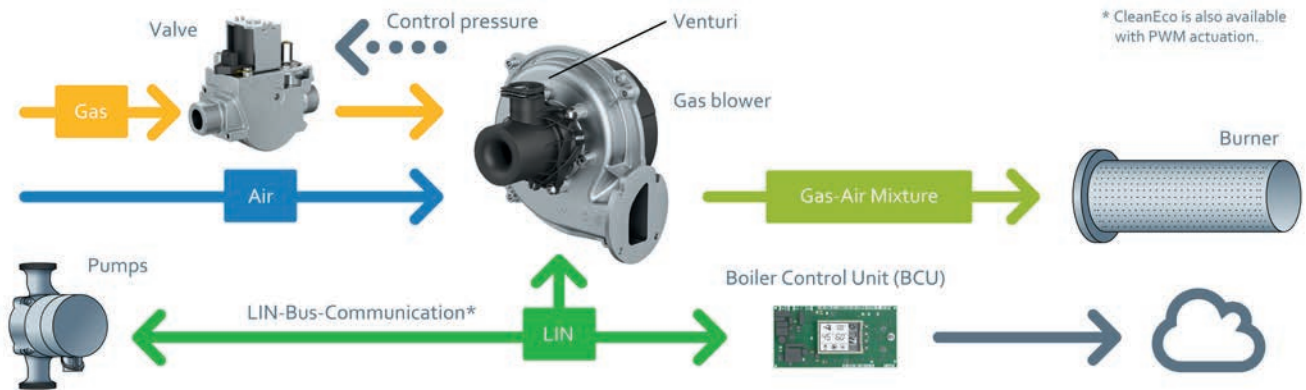 Valve
Control pressure
Venturi
* CleanEco is also available
with PWM actuation.
Gas
Gas blower
Burner
Air
Gas-Air Mixture
Pumps
LIN-Bus-Communication*
LIN
Boiler Control Unit (BCU)